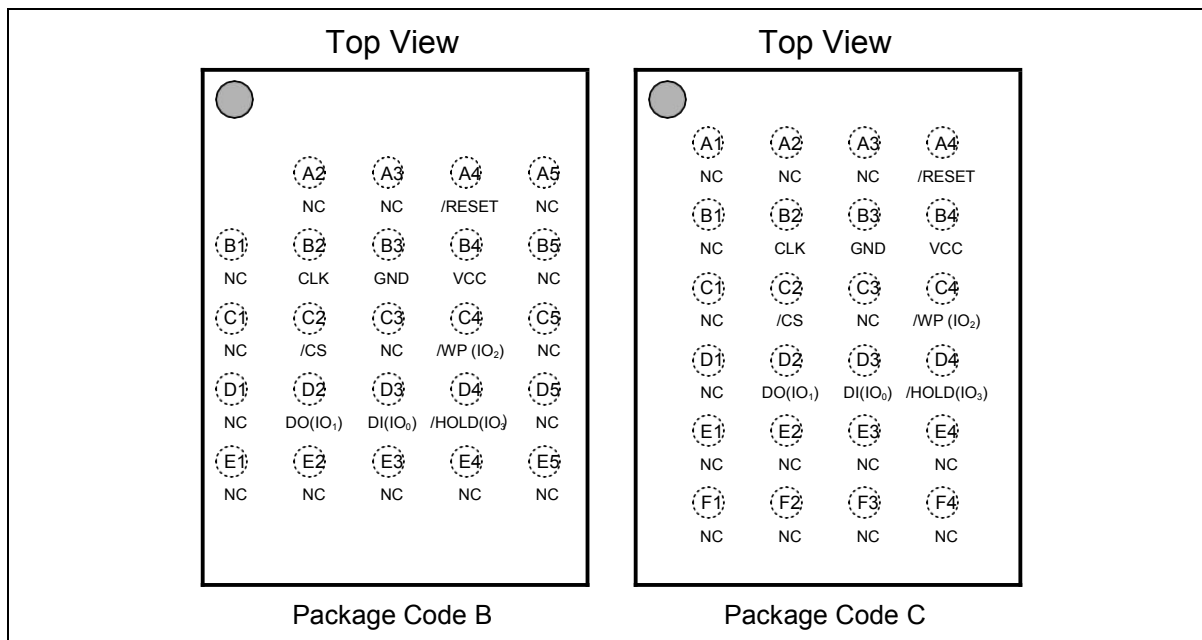 Top View
A2 A3 A4 A5
NC NC /RESET NC
B1 B2 B3 B4 B5
NC CLK GND VCC NC
C1 C2 C3 C4 C5
NC /CS NC /WP (IO₂) NC
D1 D2 D3 D4 D5
NC DO(IO₁) DI(IO₀) /HOLD(IO₃) NC
E1 E2 E3 E4 E5
NC NC NC NC NC
Package Code B
Top View
A1 A2 A3 A4
NC NC NC /RESET
B1 B2 B3 B4
NC CLK GND VCC
C1 C2 C3 C4
NC /CS NC /WP (IO₂)
D1 D2 D3 D4
NC DO(IO₁) DI(IO₀) /HOLD(IO₃)
E1 E2 E3 E4
NC NC NC NC
F1 F2 F3 F4
NC NC NC NC
Package Code C